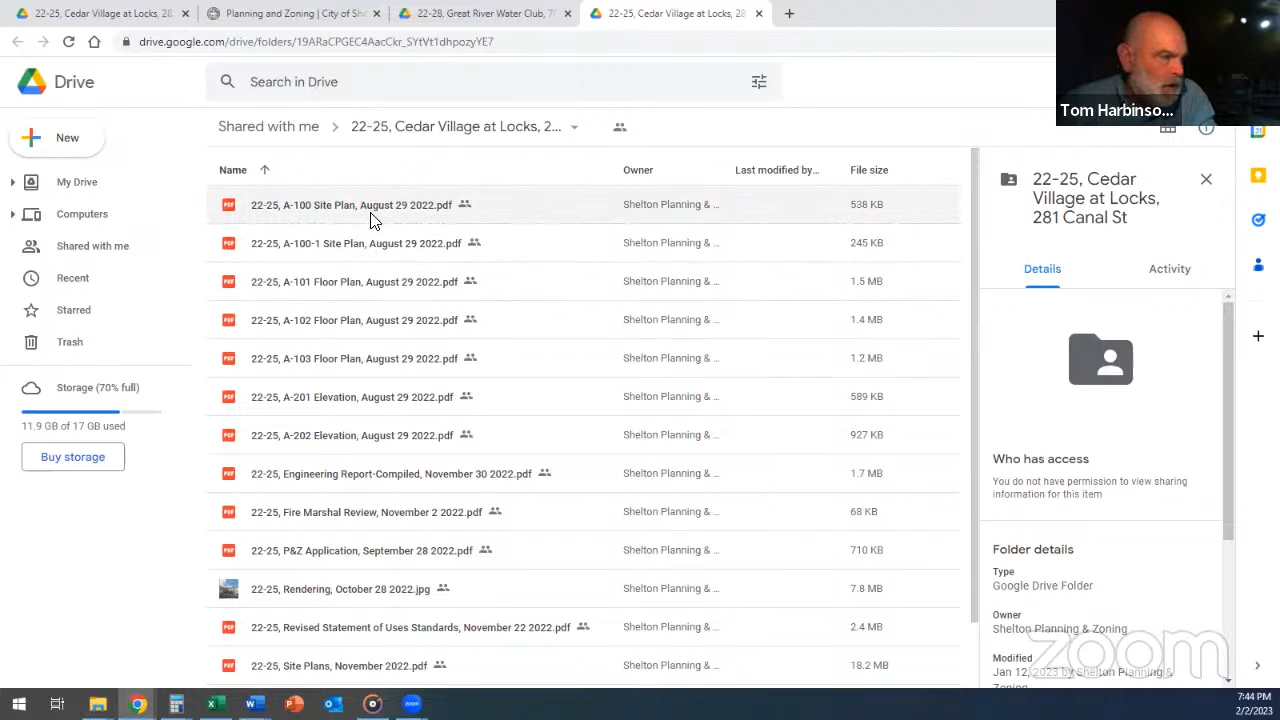 22-25, Cedar Village at Locks, 28
Planning and Zoning | City of S
22-28, Great River Water Club, 7
22-25, Cedar Village at Locks, 28
drive.google.com/drive/folders/19ARaCPGEC4AacCkr_SYtVt1dhpozyYE7
Drive
Search in Drive
Tom Harbinso...
New
Shared with me
22-25, Cedar Village at Locks, 2...
My Drive
Computers
Shared with me
Recent
Starred
Trash
Storage (70% full)
11.9 GB of 17 GB used
Buy storage
Name Owner Last modified by... File size
22-25, A-100 Site Plan, August 29 2022.pdf Shelton Planning & ... 538 KB
22-25, A-100-1 Site Plan, August 29 2022.pdf Shelton Planning & ... 245 KB
22-25, A-101 Floor Plan, August 29 2022.pdf Shelton Planning & ... 1.5 MB
22-25, A-102 Floor Plan, August 29 2022.pdf Shelton Planning & ... 1.4 MB
22-25, A-103 Floor Plan, August 29 2022.pdf Shelton Planning & ... 1.2 MB
22-25, A-201 Elevation, August 29 2022.pdf Shelton Planning & ... 589 KB
22-25, A-202 Elevation, August 29 2022.pdf Shelton Planning & ... 927 KB
22-25, Engineering Report-Compiled, November 30 2022.pdf Shelton Planning & ... 1.7 MB
22-25, Fire Marshal Review, November 2 2022.pdf Shelton Planning & ... 68 KB
22-25, P&Z Application, September 28 2022.pdf Shelton Planning & ... 710 KB
22-25, Rendering, October 28 2022.jpg Shelton Planning & ... 7.8 MB
22-25, Revised Statement of Uses Standards, November 22 2022.pdf Shelton Planning & ... 2.4 MB
22-25, Site Plans, November 2022.pdf Shelton Planning & ... 18.2 MB
22-25, Cedar
Village at Locks,
281 Canal St
Details Activity
Who has access
You do not have permission to view sharing
information for this item
Folder details
Type
Google Drive Folder
Owner
Shelton Planning & Zoning
Modified
Jan 12, 2023 by Shelton Planning &
Zoning
zoom
7:44 PM
2/2/2023